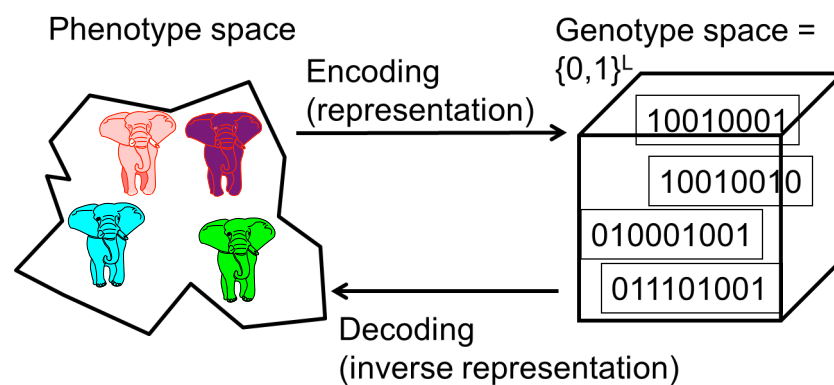 Phenotype space
Encoding
(representation)
Genotype space =
{0,1}ᴸ
10010001
10010010
010001001
011101001
Decoding
(inverse representation)